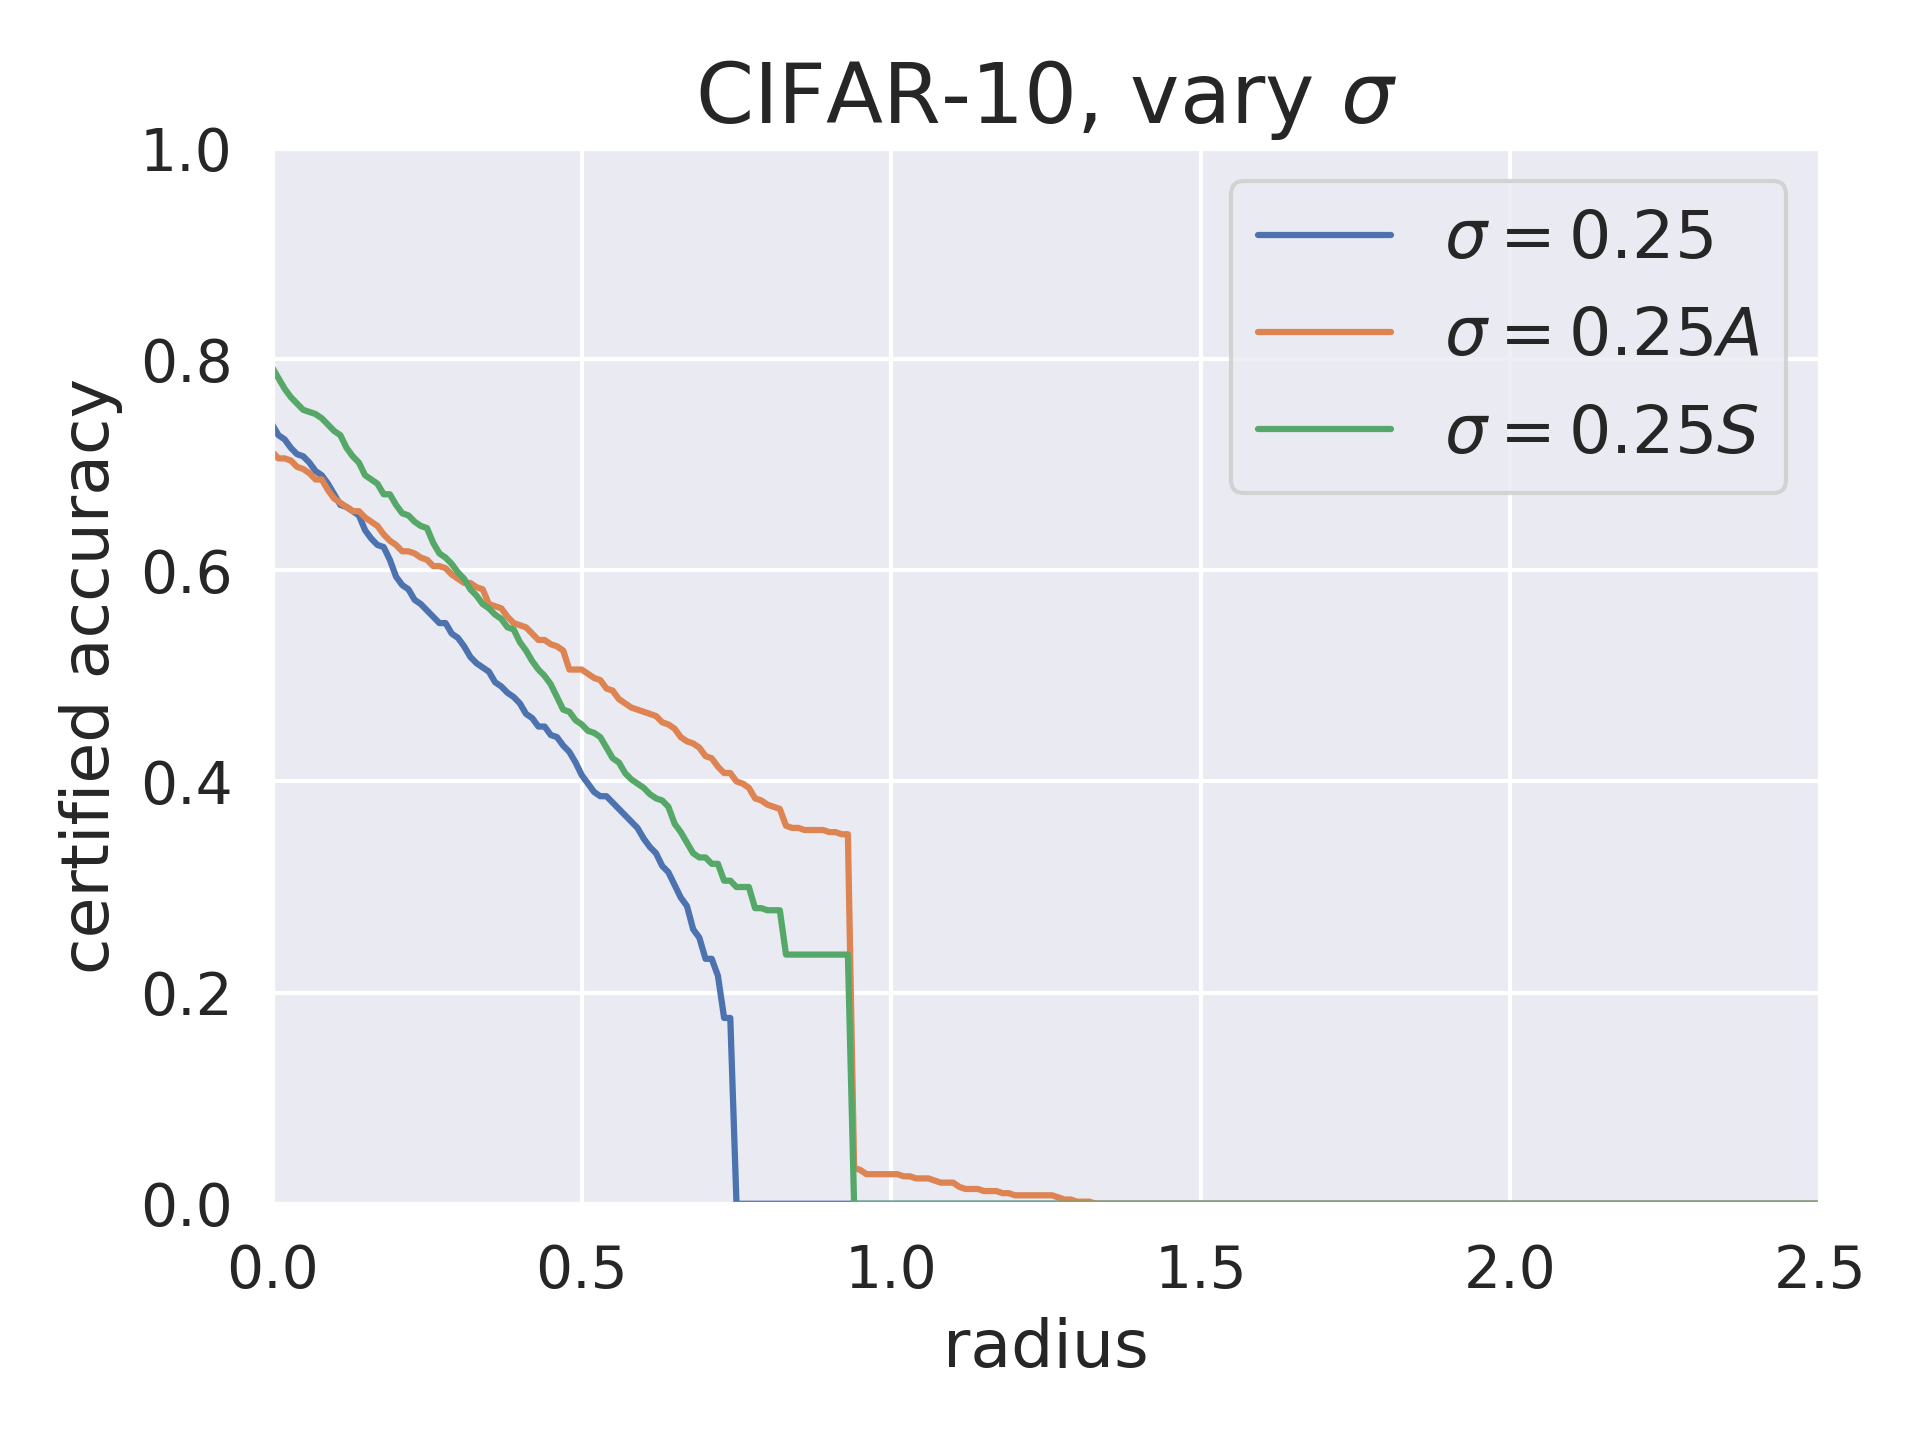 CIFAR-10, vary σ
1.0
0.8
0.6
0.4
0.2
0.0
certified accuracy
σ = 0.25
σ = 0.25A
σ = 0.25S
0.0 0.5 1.0 1.5 2.0 2.5
radius